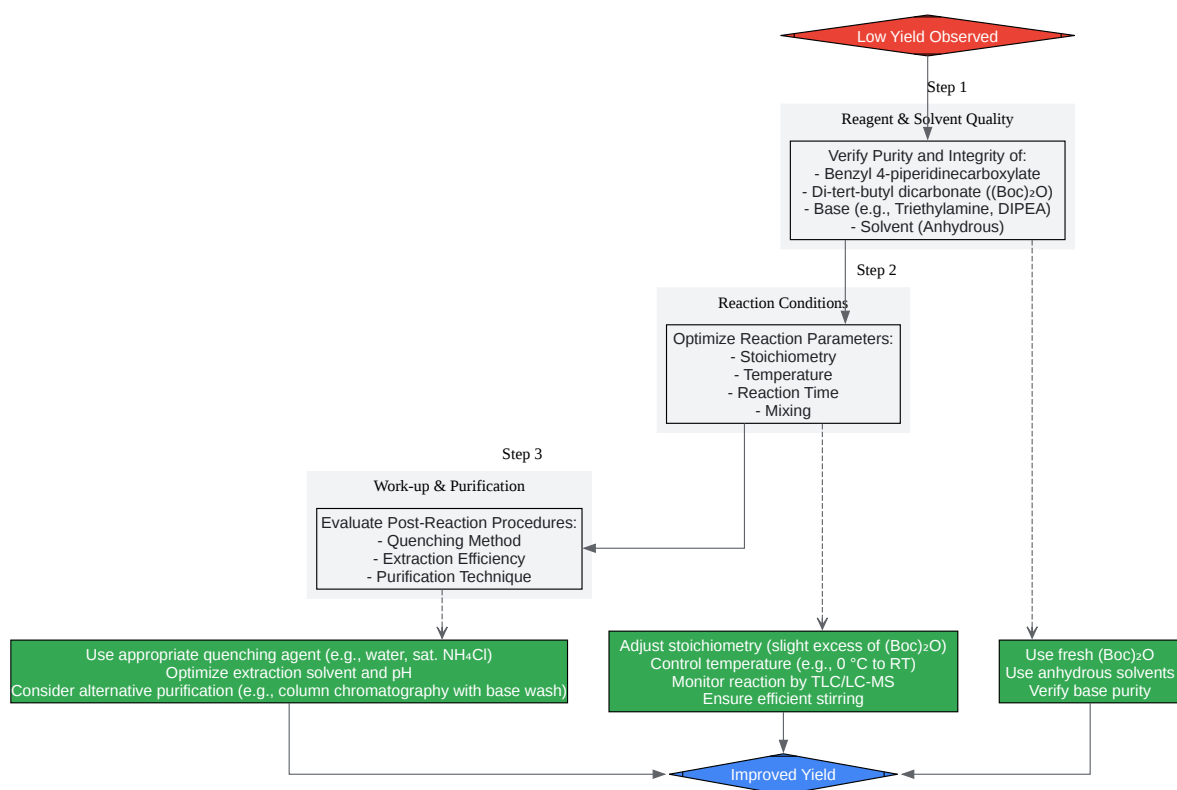 Low Yield Observed
Step 1
Reagent & Solvent Quality
Verify Purity and Integrity of:
- Benzyl 4-piperidinecarboxylate
- Di-tert-butyl dicarbonate ((Boc)₂O)
- Base (e.g., Triethylamine, DIPEA)
- Solvent (Anhydrous)
Step 2
Reaction Conditions
Optimize Reaction Parameters:
- Stoichiometry
- Temperature
- Reaction Time
- Mixing
Step 3
Work-up & Purification
Evaluate Post-Reaction Procedures:
- Quenching Method
- Extraction Efficiency
- Purification Technique
Use appropriate quenching agent (e.g., water, sat. NH₄Cl)
Optimize extraction solvent and pH
Consider alternative purification (e.g., column chromatography with base wash)
Adjust stoichiometry (slight excess of (Boc)₂O)
Control temperature (e.g., 0 °C to RT)
Monitor reaction by TLC/LC-MS
Ensure efficient stirring
Use fresh (Boc)₂O
Use anhydrous solvents
Verify base purity
Improved Yield